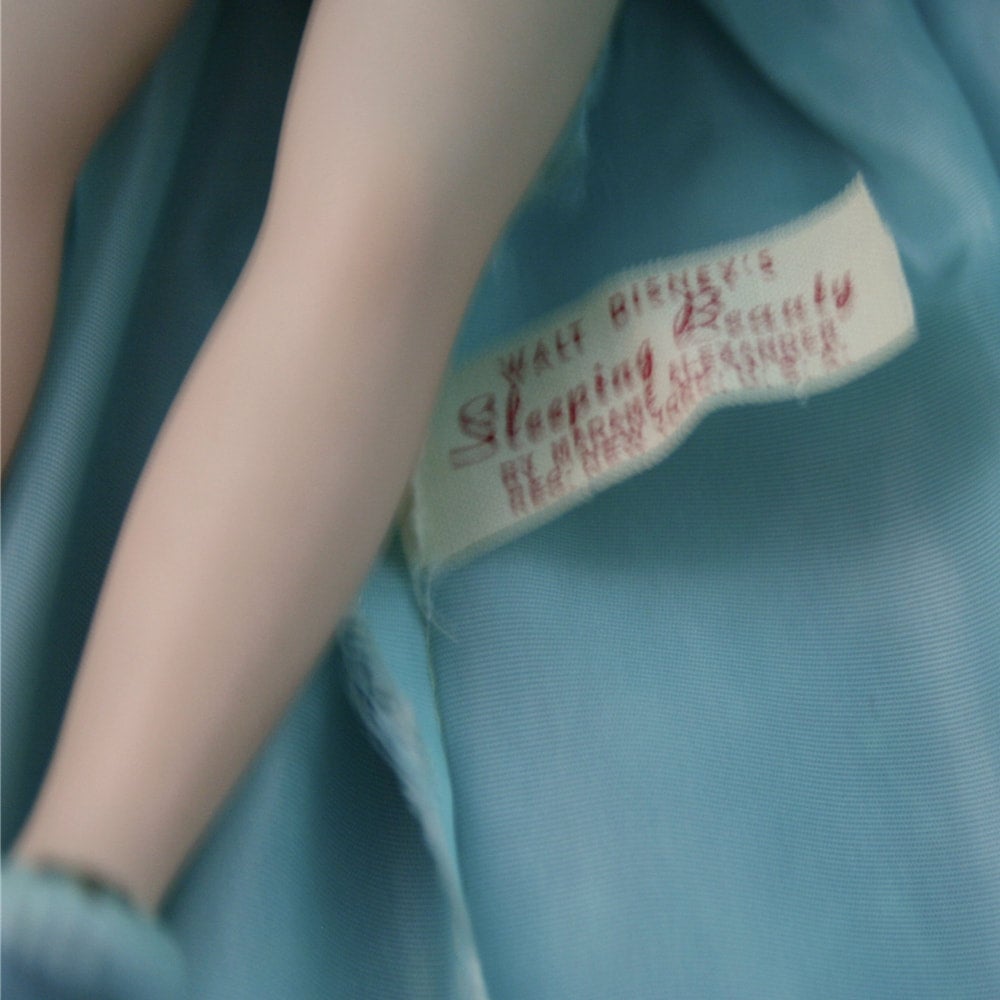 WALT DISNEY'S
Sleeping Beauty
BY MADAME ALEXANDER
REG. NEW YORK U.S.A.